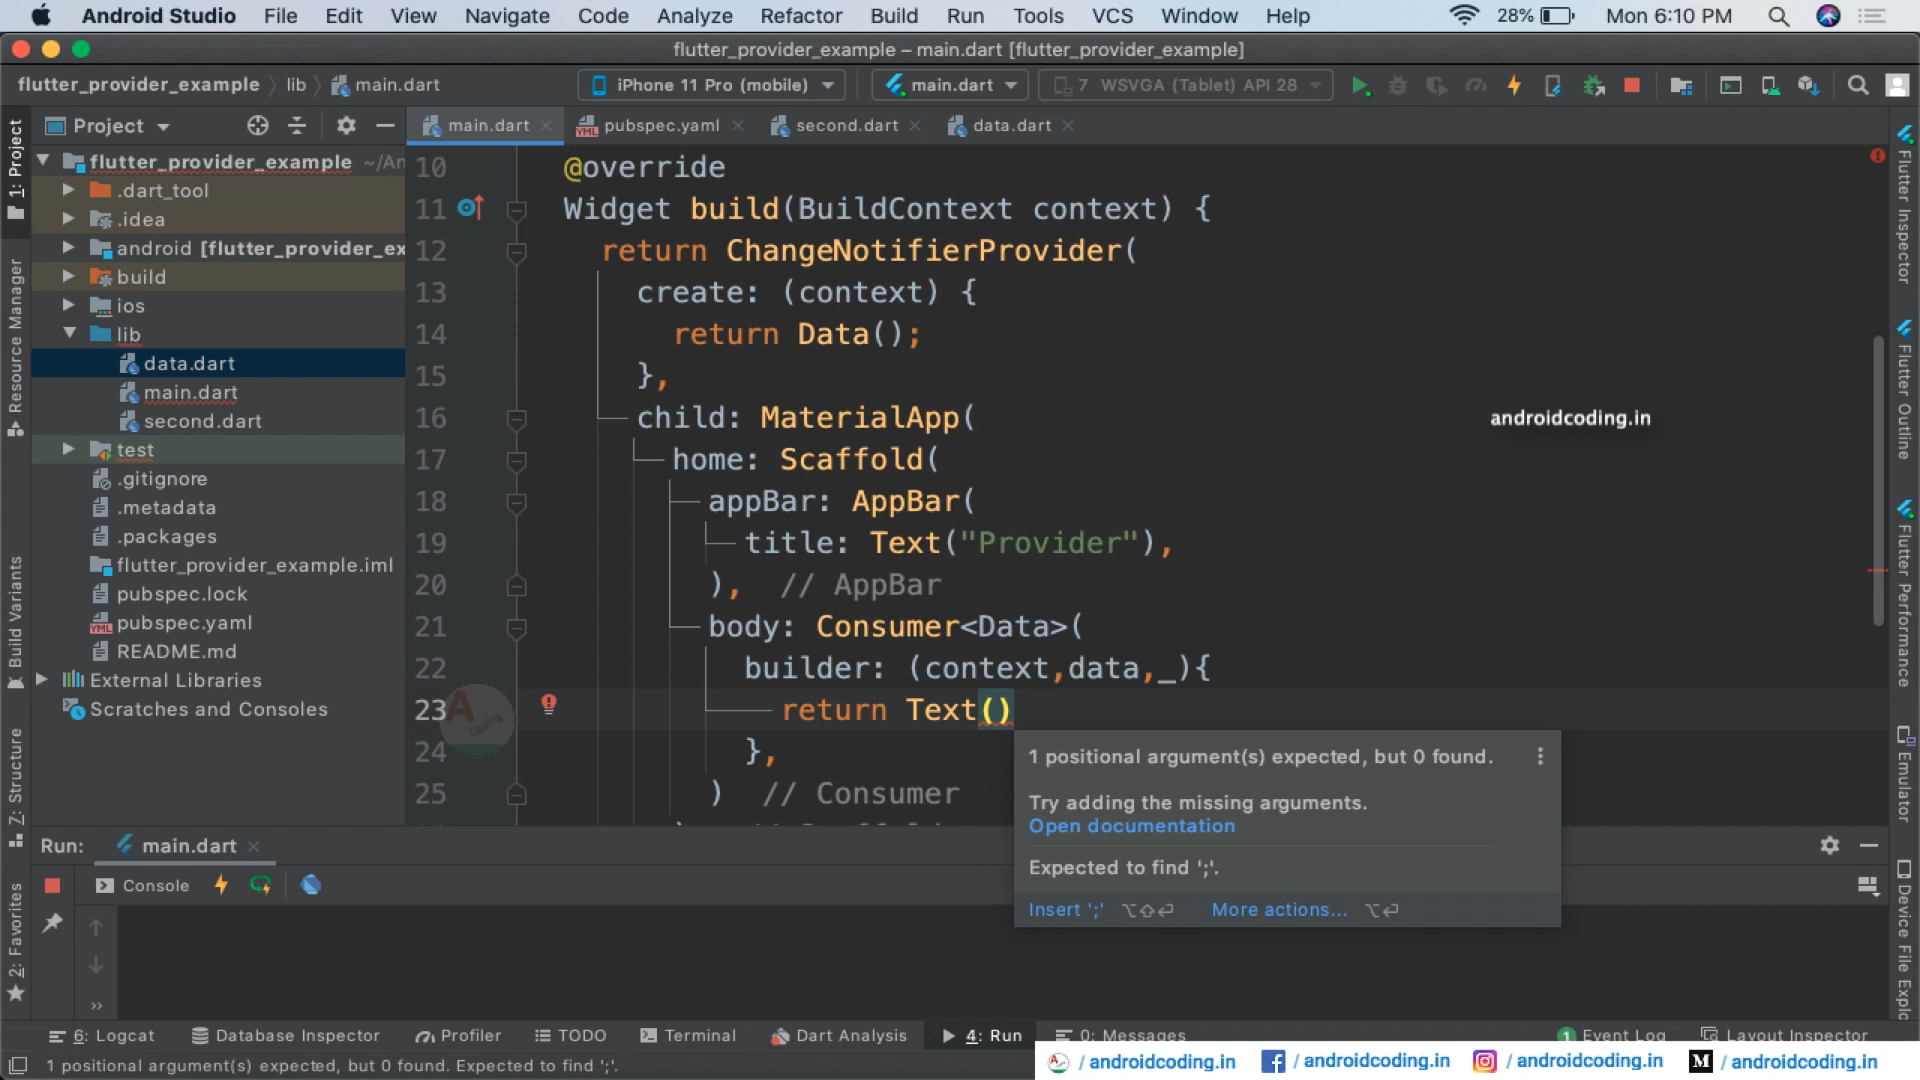 Android Studio File Edit View Navigate Code Analyze Refactor Build Run Tools VCS Window Help 28% Mon 6:10 PM
flutter_provider_example – main.dart [flutter_provider_example]
flutter_provider_example lib main.dart iPhone 11 Pro (mobile) main.dart 7 WSVGA (Tablet) API 28
Project main.dart pubspec.yaml second.dart data.dart
1: Project
Resource Manager
Build Variants
7: Structure
2: Favorites
flutter_provider_example ~/An
.dart_tool
.idea
android [flutter_provider_ex
build
ios
lib
data.dart
main.dart
second.dart
test
.gitignore
.metadata
.packages
flutter_provider_example.iml
pubspec.lock
pubspec.yaml
README.md
External Libraries
Scratches and Consoles
10 @override
11 Widget build(BuildContext context) {
12 return ChangeNotifierProvider(
13 create: (context) {
14 return Data();
15 },
16 child: MaterialApp(
17 home: Scaffold(
18 appBar: AppBar(
19 title: Text("Provider"),
20 ), // AppBar
21 body: Consumer<Data>(
22 builder: (context,data,_){
23 return Text()
24 },
25 ) // Consumer
androidcoding.in
A Coding
1 positional argument(s) expected, but 0 found.
Try adding the missing arguments.
Open documentation
Expected to find ';'.
Insert ';' ⌥⇧⏎ More actions... ⌥⏎
Flutter Inspector
Flutter Outline
Flutter Performance
Emulator
Device File Explo
Run: main.dart
Console
»
6: Logcat Database Inspector Profiler TODO Terminal Dart Analysis 4: Run 0: Messages 1 Event Log Layout Inspector
1 positional argument(s) expected, but 0 found. Expected to find ';'.
/ androidcoding.in / androidcoding.in / androidcoding.in / androidcoding.in